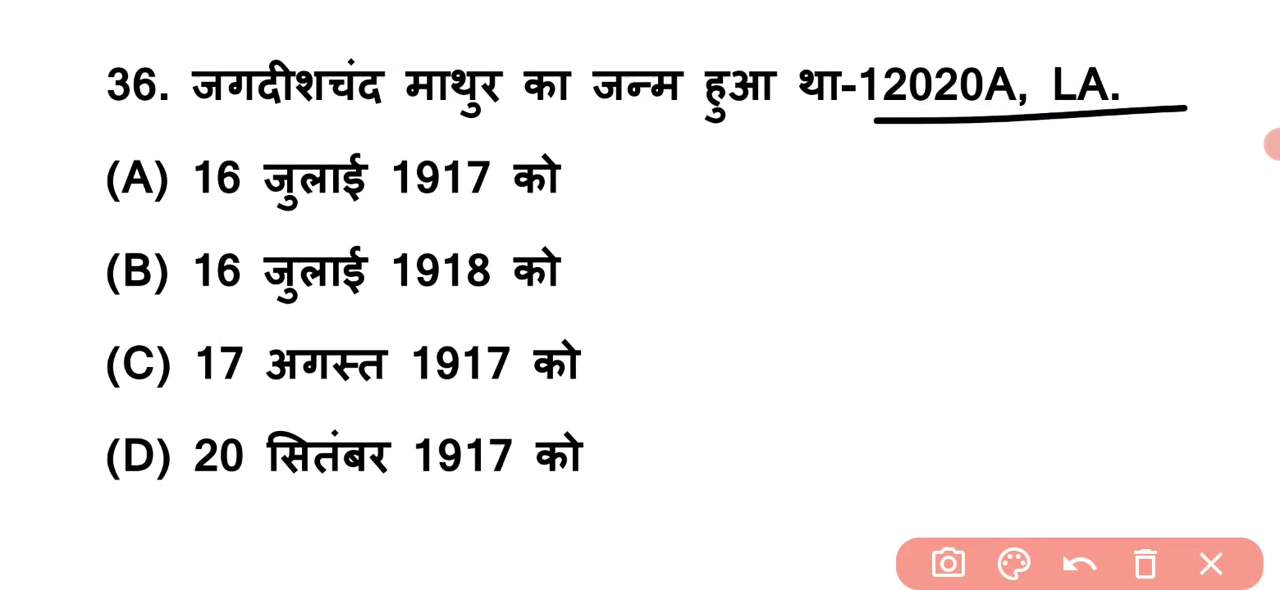 36. जगदीशचंद माथुर का जन्म हुआ था-12020A, LA.
(A) 16 जुलाई 1917 को
(B) 16 जुलाई 1918 को
(C) 17 अगस्त 1917 को
(D) 20 सितंबर 1917 को